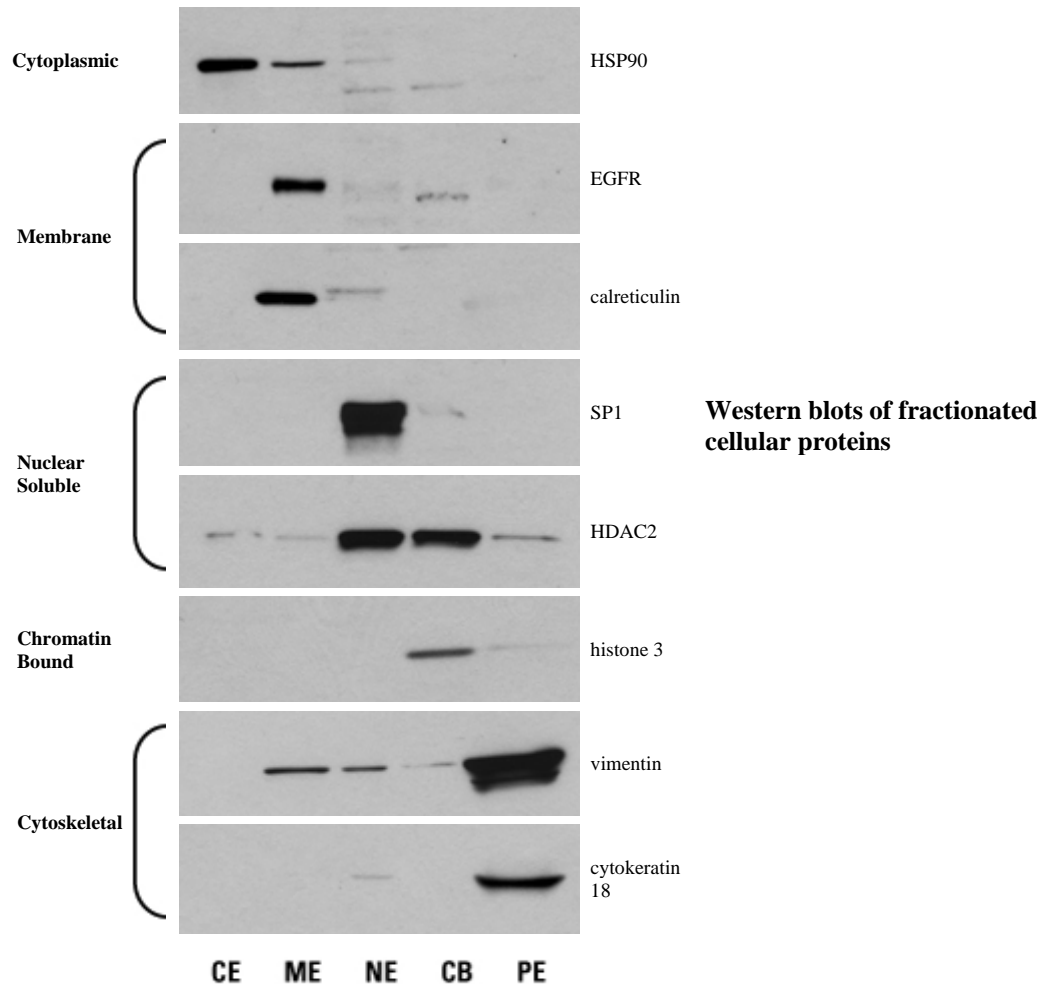 Cytoplasmic
HSP90
EGFR
Membrane
calreticulin
SP1
Western blots of fractionated
cellular proteins
Nuclear
Soluble
HDAC2
Chromatin
Bound
histone 3
vimentin
Cytoskeletal
cytokeratin
18
CE ME NE CB PE